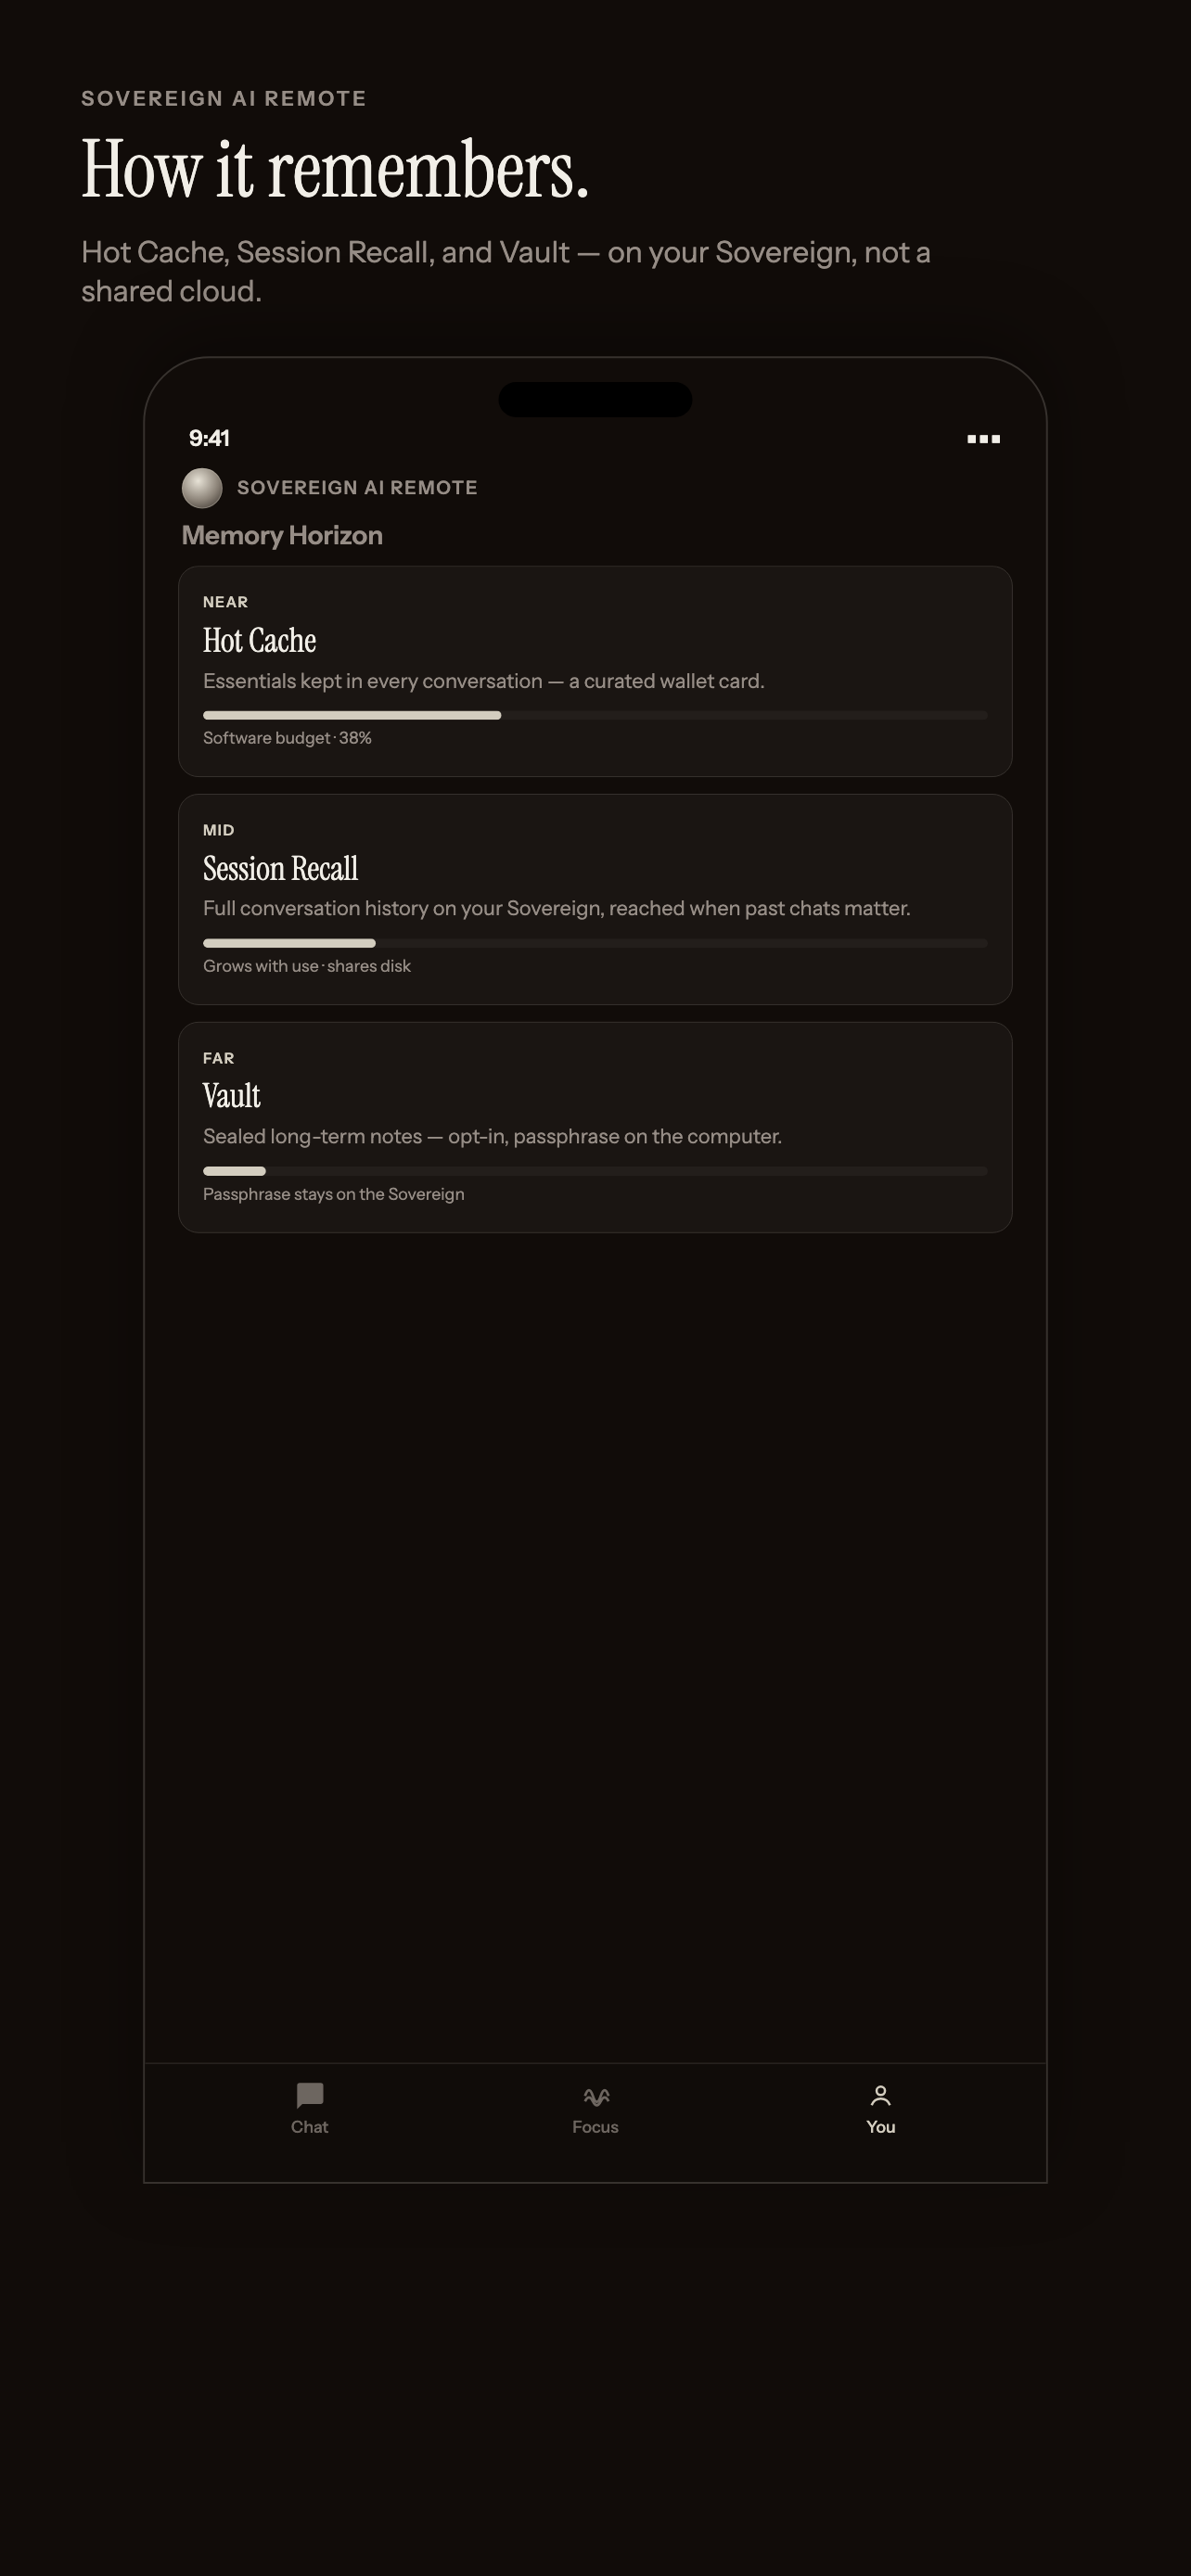 SOVEREIGN AI REMOTE
How it remembers.
Hot Cache, Session Recall, and Vault — on your Sovereign, not a
shared cloud.
9:41
SOVEREIGN AI REMOTE
Memory Horizon
NEAR
Hot Cache
Essentials kept in every conversation — a curated wallet card.
Software budget · 38%
MID
Session Recall
Full conversation history on your Sovereign, reached when past chats matter.
Grows with use · shares disk
FAR
Vault
Sealed long-term notes — opt-in, passphrase on the computer.
Passphrase stays on the Sovereign
Chat
Focus
You